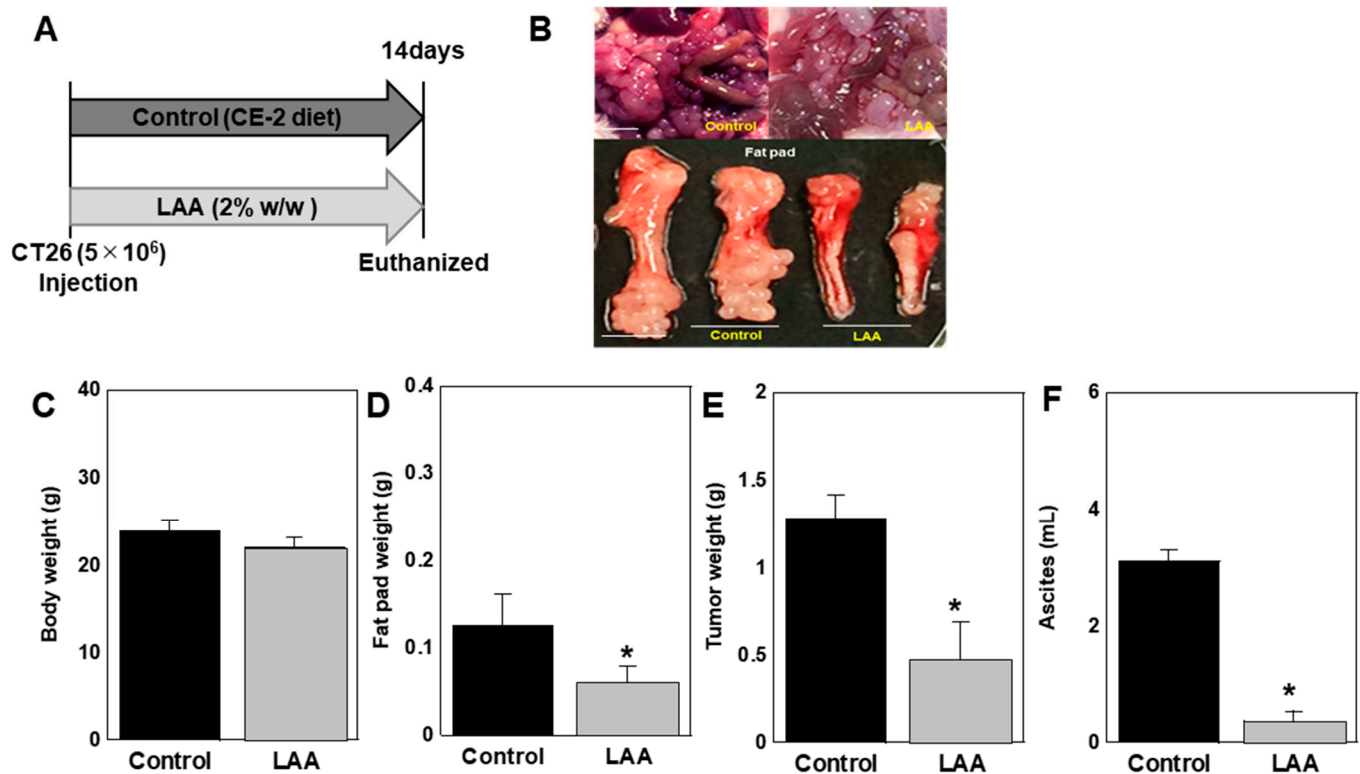 A
14days
Control (CE-2 diet)
LAA (2% w/w )
CT26 (5 × 10⁶)
Injection
Euthanized
B
Control
LAA
Fat pad
Control
LAA
C
Body weight (g)
40
30
20
10
0
Control
LAA
D
Fat pad weight (g)
0.4
0.3
0.2
0.1
0
*
Control
LAA
E
Tumor weight (g)
2
1.5
1
0.5
0
*
Control
LAA
F
Ascites (mL)
6
4
2
0
*
Control
LAA